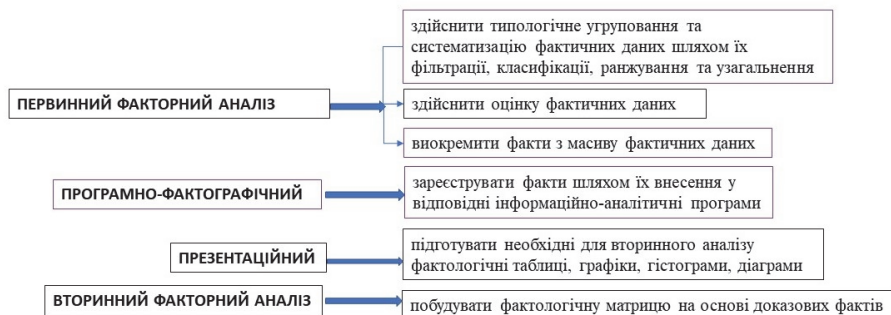 здійснити типологічне угруповання та
систематизацію фактичних даних шляхом їх
фільтрації, класифікації, ранжування та узагальнення
ПЕРВИННИЙ ФАКТОРНИЙ АНАЛІЗ
здійснити оцінку фактичних даних
виокремити факти з масиву фактичних даних
ПРОГРАМНО-ФАКТОГРАФІЧНИЙ
зареєструвати факти шляхом їх внесення у
відповідні інформаційно-аналітичні програми
ПРЕЗЕНТАЦІЙНИЙ
підготувати необхідні для вторинного аналізу
фактологічні таблиці, графіки, гістограми, діаграми
ВТОРИННИЙ ФАКТОРНИЙ АНАЛІЗ
побудувати фактологічну матрицю на основі доказових фактів